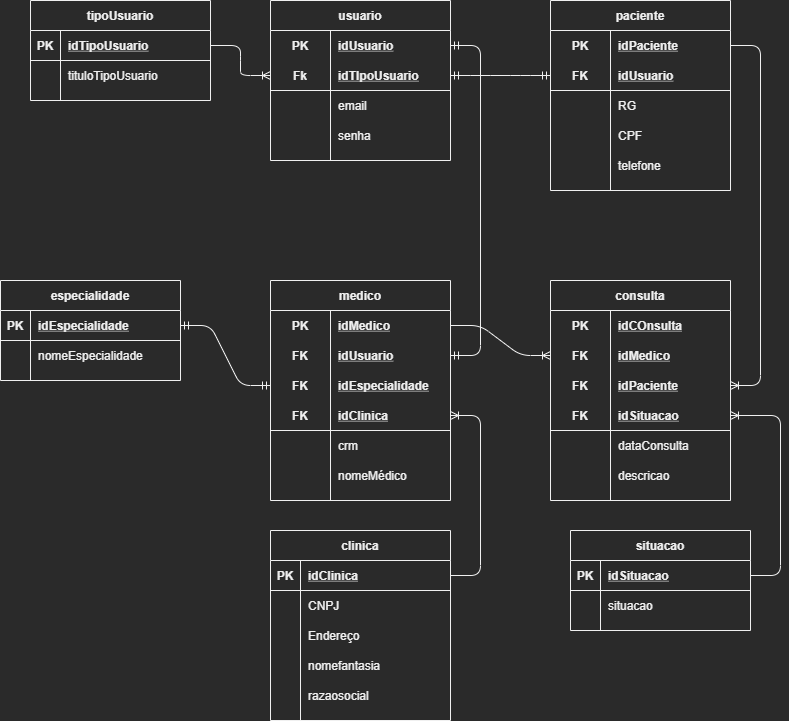 tipoUsuario
PK idTipoUsuario
tituloTipoUsuario
usuario
PK idUsuario
Fk idTIpoUsuario
email
senha
paciente
PK idPaciente
FK idUsuario
RG
CPF
telefone
especialidade
PK idEspecialidade
nomeEspecialidade
medico
PK idMedico
FK idUsuario
FK idEspecialidade
FK idClinica
crm
nomeMédico
consulta
PK idCOnsulta
FK idMedico
FK idPaciente
FK idSituacao
dataConsulta
descricao
clinica
PK idClinica
CNPJ
Endereço
nomefantasia
razaosocial
situacao
PK idSituacao
situacao